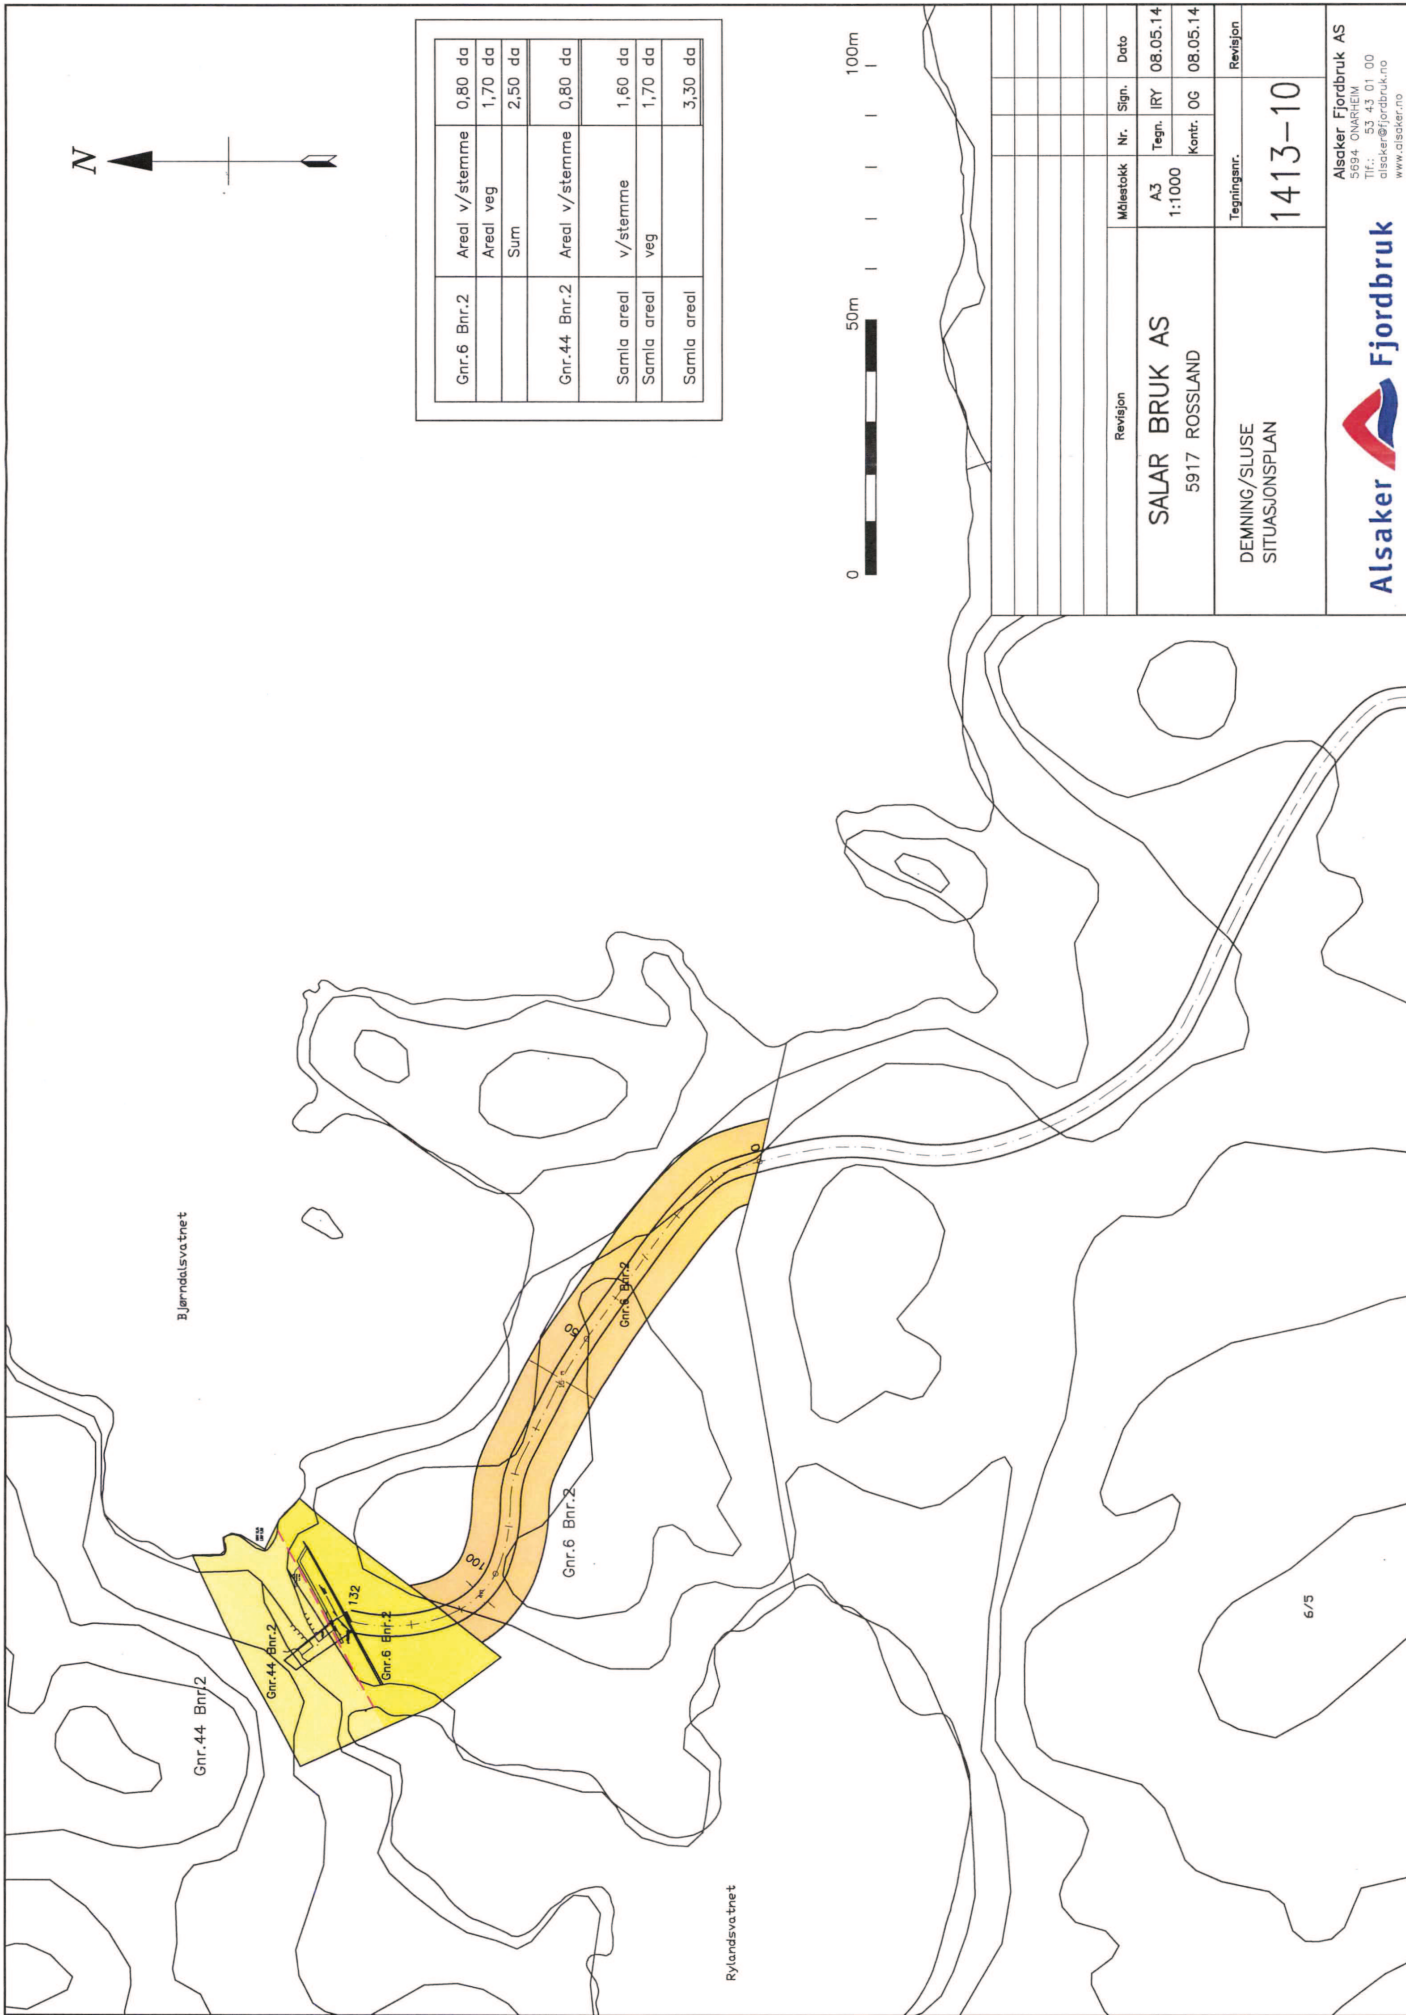 N
Gnr.6 Bnr.2 Areal v/stemme 0,80 da
Areal veg 1,70 da
Sum 2,50 da
Gnr.44 Bnr.2 Areal v/stemme 0,80 da
Samla areal v/stemme 1,60 da
Samla areal veg 1,70 da
Samla areal 3,30 da
0 50m 100m
Bjørndalsvatnet
Gnr.44 Bnr.2
Gnr.44 Bnr.2
132
Gnr.6 Bnr.2
100
Gnr.6 Bnr.2
50
Gnr.6 Bnr.2
0
Rylandsvatnet
6/5
Revisjon Målestokk Nr. Sign. Dato
SALAR BRUK AS
5917 ROSSLAND
A3
1:1000
Tegn. IRY 08.05.14
Kontr. OG 08.05.14
DEMNING/SLUSE
SITUASJONSPLAN
Tegningsnr. Revisjon
1413-10
Alsaker Fjordbruk
Alsaker Fjordbruk AS
5694 ONARHEIM
Tlf.: 53 43 01 00
alsaker@fjordbruk.no
www.alsaker.no